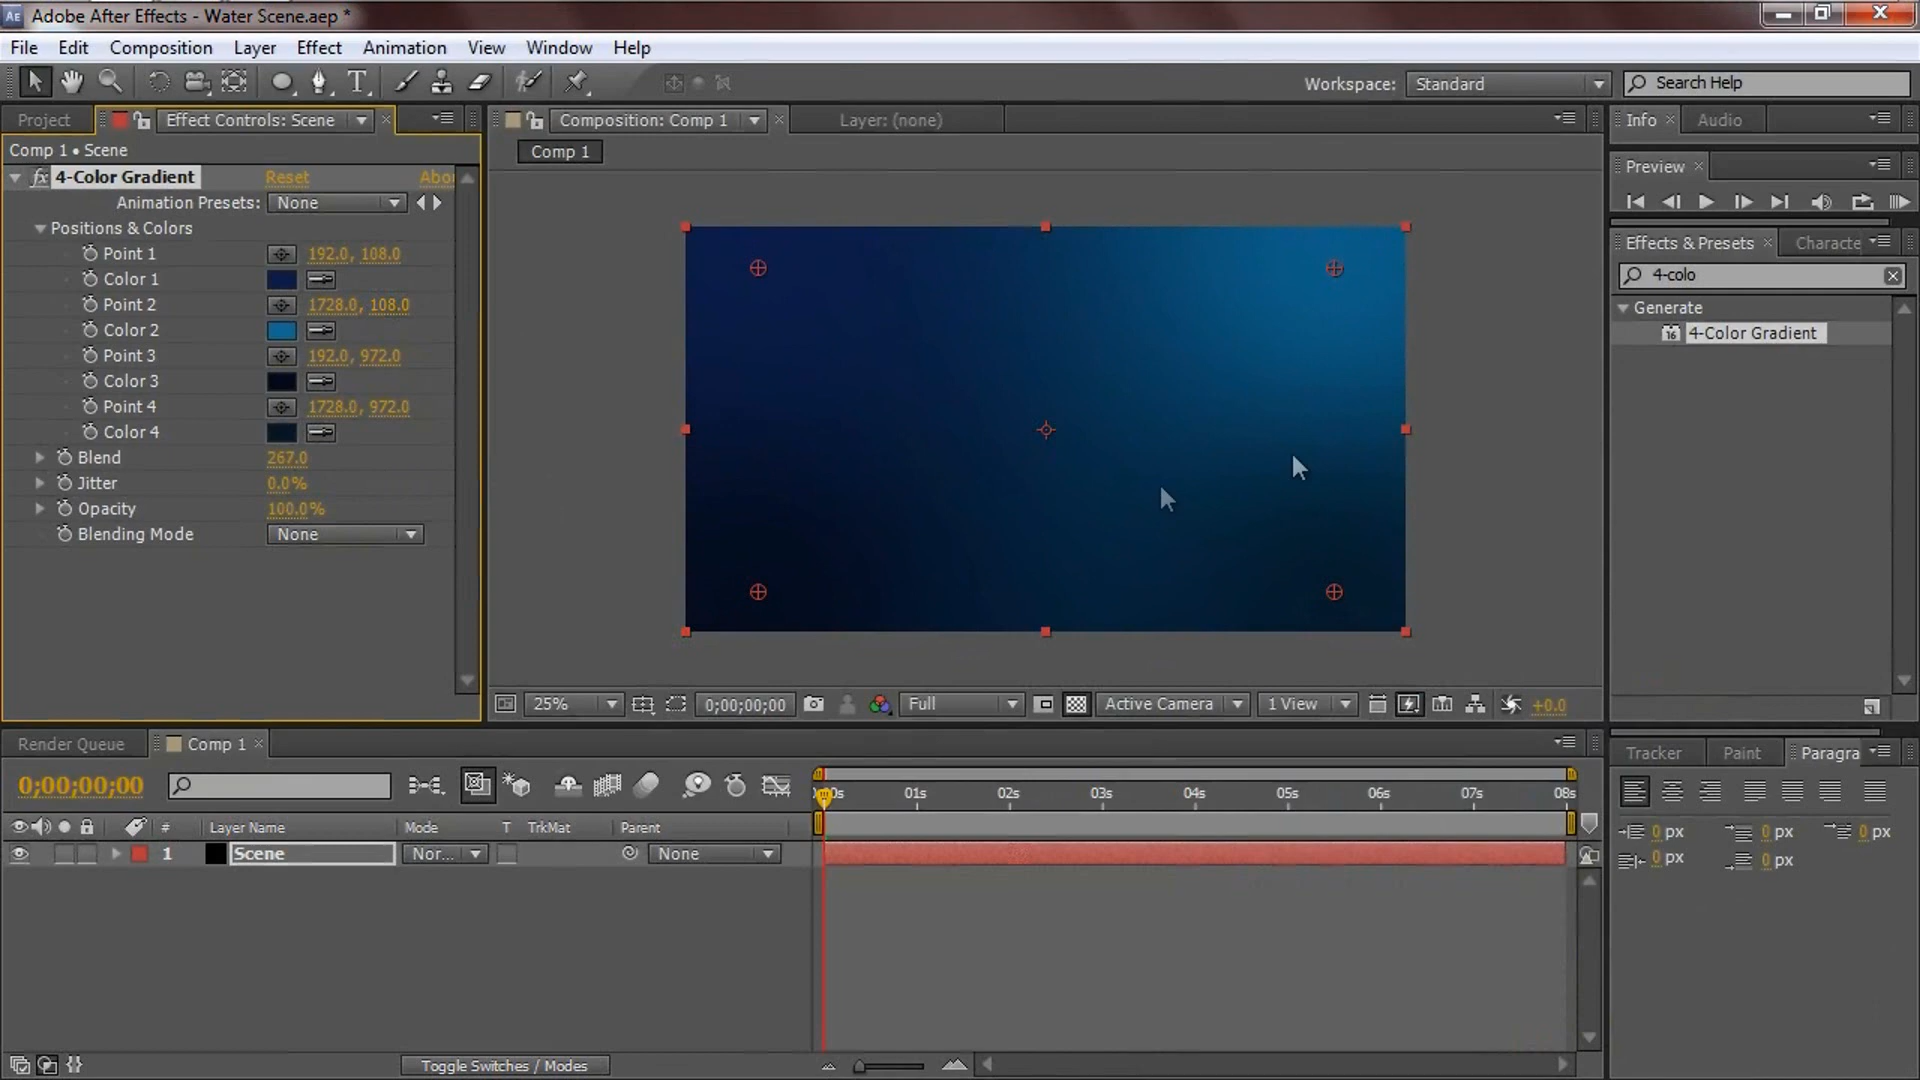 Adobe After Effects - Water Scene.aep *
File Edit Composition Layer Effect Animation View Window Help
Workspace: Standard Search Help
Project Effect Controls: Scene Composition: Comp 1 Layer: (none) Info Audio
Comp 1 • Scene
Comp 1
Preview
fx 4-Color Gradient Reset Abou
Animation Presets: None
Positions & Colors
Point 1 192.0, 108.0
Color 1
Point 2 1728.0, 108.0
Color 2
Point 3 192.0, 972.0
Color 3
Point 4 1728.0, 972.0
Color 4
Blend 267.0
Jitter 0.0%
Opacity 100.0%
Blending Mode None
Effects & Presets Characte
4-colo
Generate
4-Color Gradient
25% 0;00;00;00 Full Active Camera 1 View +0.0
Render Queue Comp 1
0;00;00;00
0s 01s 02s 03s 04s 05s 06s 07s 08s
# Layer Name Mode T TrkMat Parent
1 Scene Nor... None
Toggle Switches / Modes
Tracker Paint Paragra
0 px 0 px 0 px
0 px 0 px